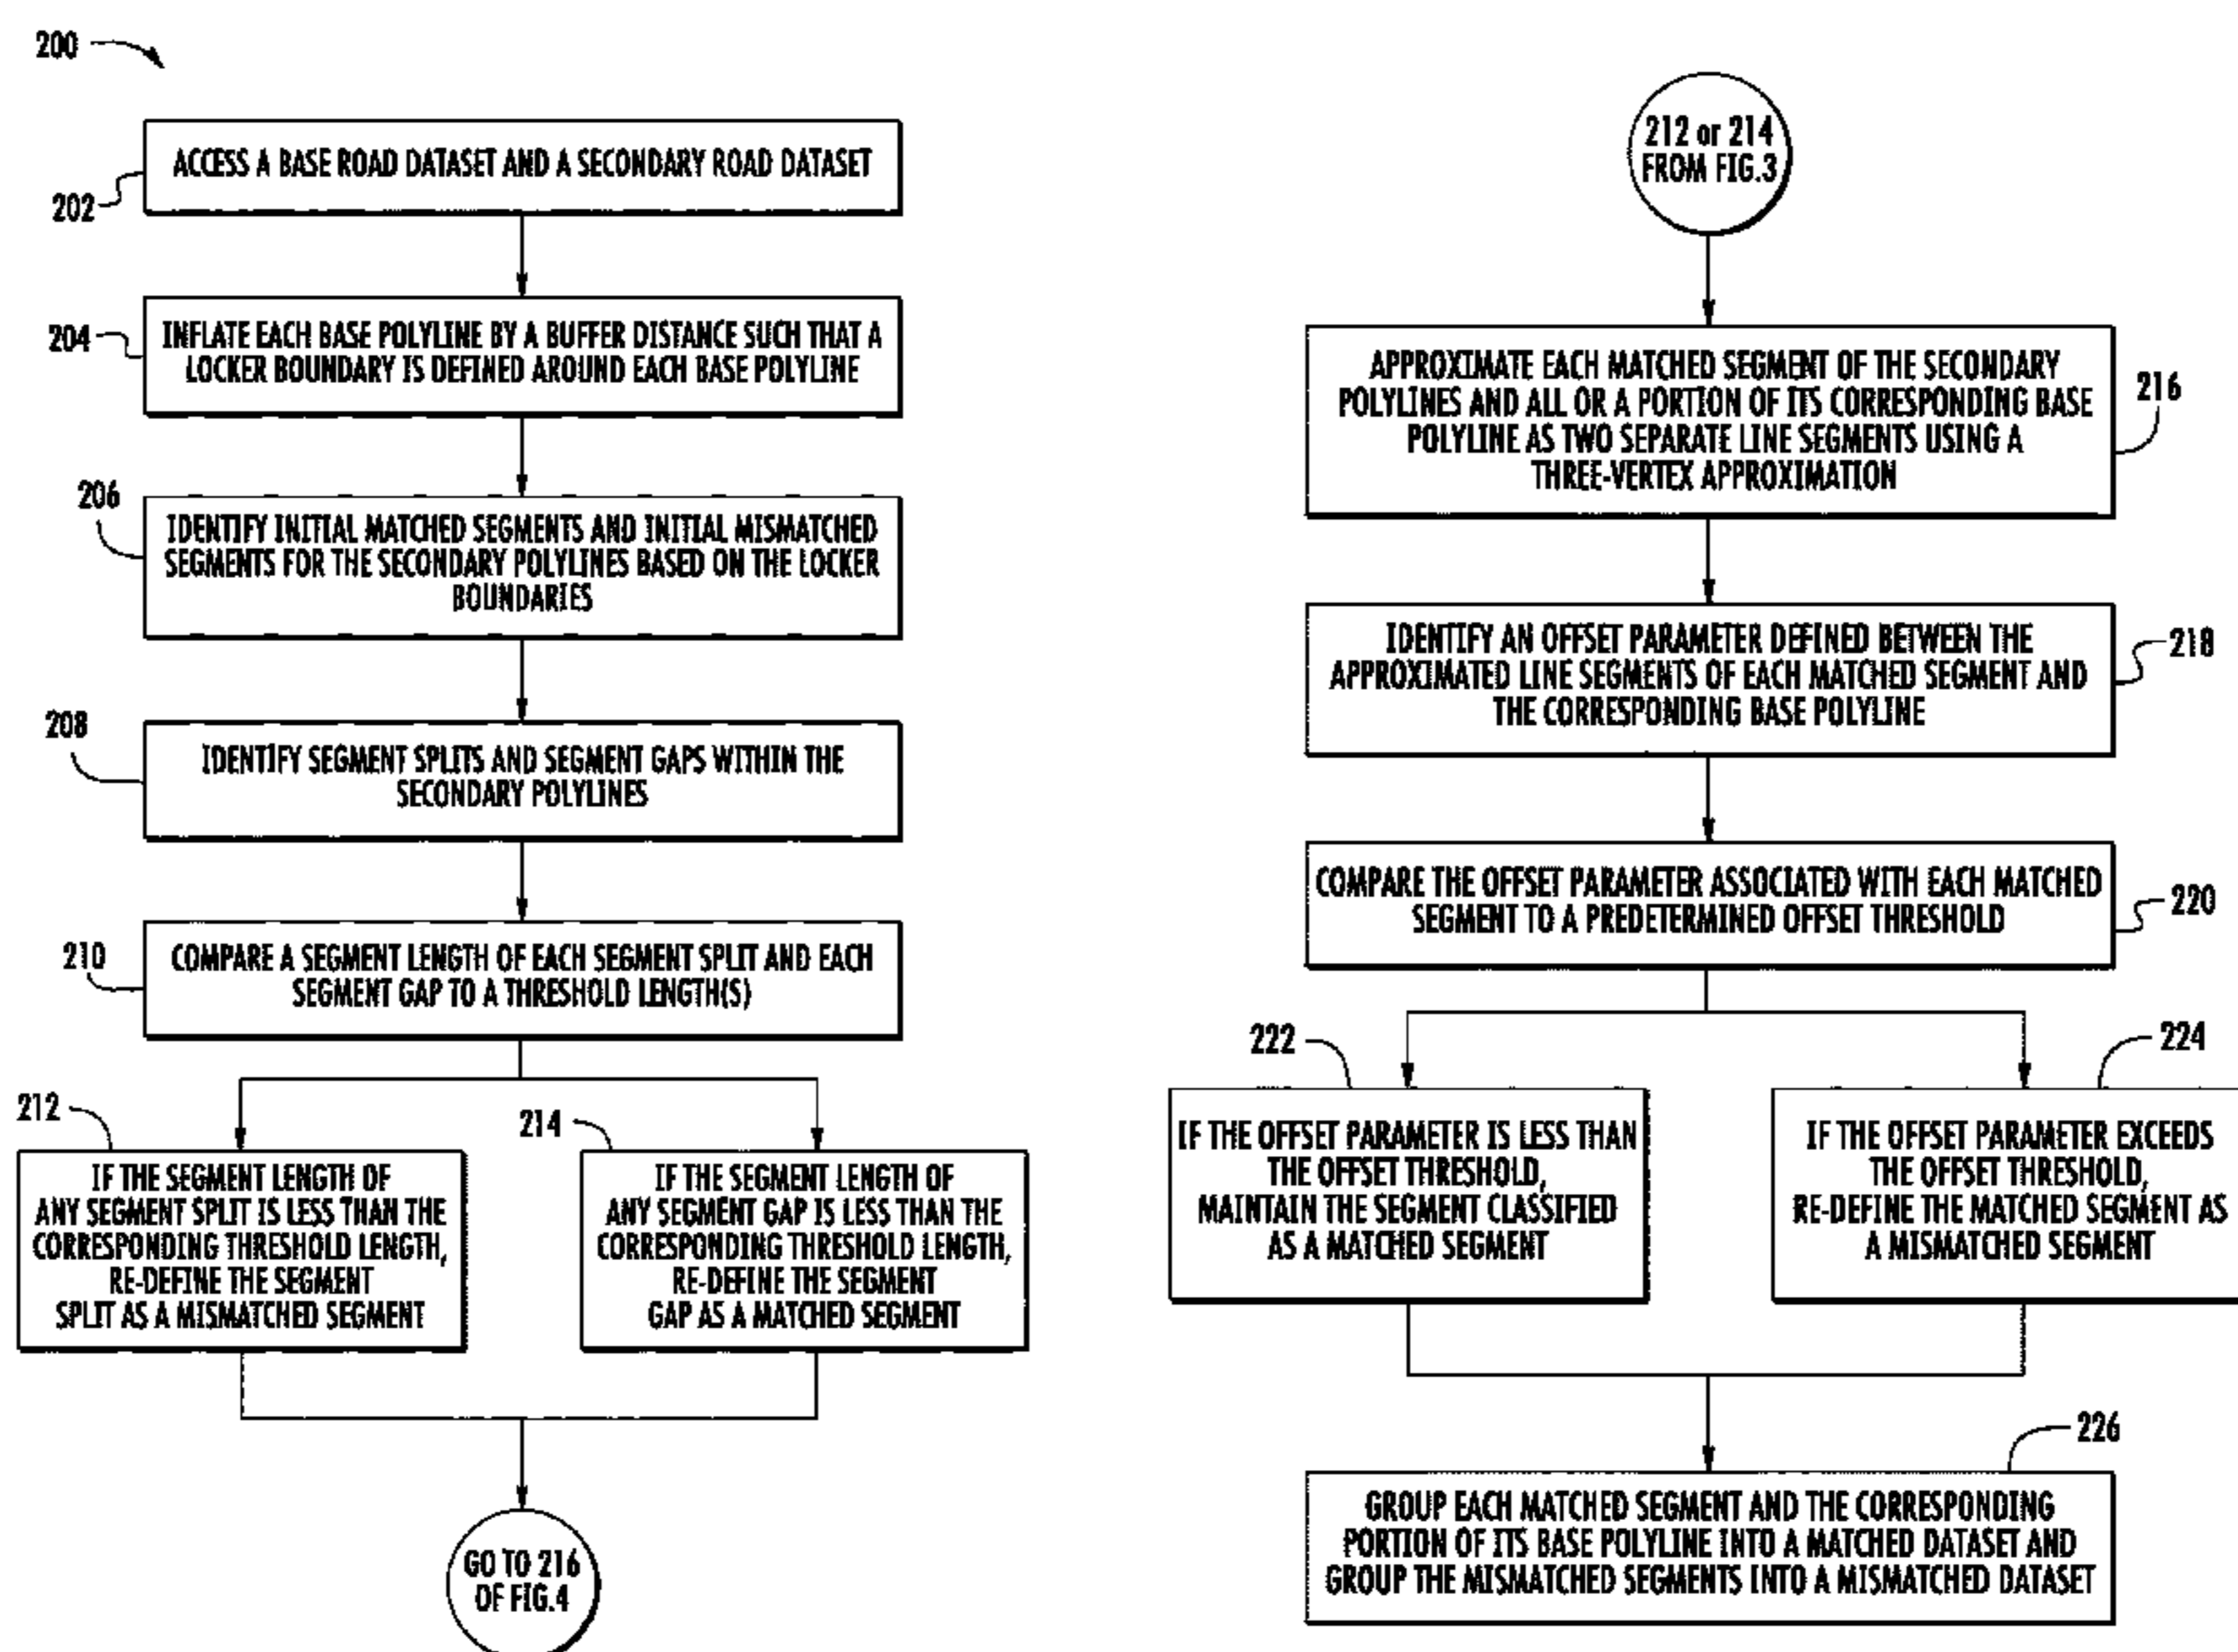 200
ACCESS A BASE ROAD DATASET AND A SECONDARY ROAD DATASET
202
204
INFLATE EACH BASE POLYLINE BY A BUFFER DISTANCE SUCH THAT A
LOCKER BOUNDARY IS DEFINED AROUND EACH BASE POLYLINE
206
IDENTIFY INITIAL MATCHED SEGMENTS AND INITIAL MISMATCHED
SEGMENTS FOR THE SECONDARY POLYLINES BASED ON THE LOCKER
BOUNDARIES
208
IDENTIFY SEGMENT SPLITS AND SEGMENT GAPS WITHIN THE
SECONDARY POLYLINES
210
COMPARE A SEGMENT LENGTH OF EACH SEGMENT SPLIT AND EACH
SEGMENT GAP TO A THRESHOLD LENGTH(S)
212
IF THE SEGMENT LENGTH OF
ANY SEGMENT SPLIT IS LESS THAN THE
CORRESPONDING THRESHOLD LENGTH,
RE-DEFINE THE SEGMENT
SPLIT AS A MISMATCHED SEGMENT
214
IF THE SEGMENT LENGTH OF
ANY SEGMENT GAP IS LESS THAN THE
CORRESPONDING THRESHOLD LENGTH,
RE-DEFINE THE SEGMENT
GAP AS A MATCHED SEGMENT
GO TO 216
OF FIG.4
212 or 214
FROM FIG.3
APPROXIMATE EACH MATCHED SEGMENT OF THE SECONDARY
POLYLINES AND ALL OR A PORTION OF ITS CORRESPONDING BASE
POLYLINE AS TWO SEPARATE LINE SEGMENTS USING A
THREE-VERTEX APPROXIMATION
216
IDENTIFY AN OFFSET PARAMETER DEFINED BETWEEN THE
APPROXIMATED LINE SEGMENTS OF EACH MATCHED SEGMENT AND
THE CORRESPONDING BASE POLYLINE
218
COMPARE THE OFFSET PARAMETER ASSOCIATED WITH EACH MATCHED
SEGMENT TO A PREDETERMINED OFFSET THRESHOLD
220
222
IF THE OFFSET PARAMETER IS LESS THAN
THE OFFSET THRESHOLD,
MAINTAIN THE SEGMENT CLASSIFIED
AS A MATCHED SEGMENT
224
IF THE OFFSET PARAMETER EXCEEDS
THE OFFSET THRESHOLD,
RE-DEFINE THE MATCHED SEGMENT AS
A MISMATCHED SEGMENT
226
GROUP EACH MATCHED SEGMENT AND THE CORRESPONDING
PORTION OF ITS BASE POLYLINE INTO A MATCHED DATASET AND
GROUP THE MISMATCHED SEGMENTS INTO A MISMATCHED DATASET